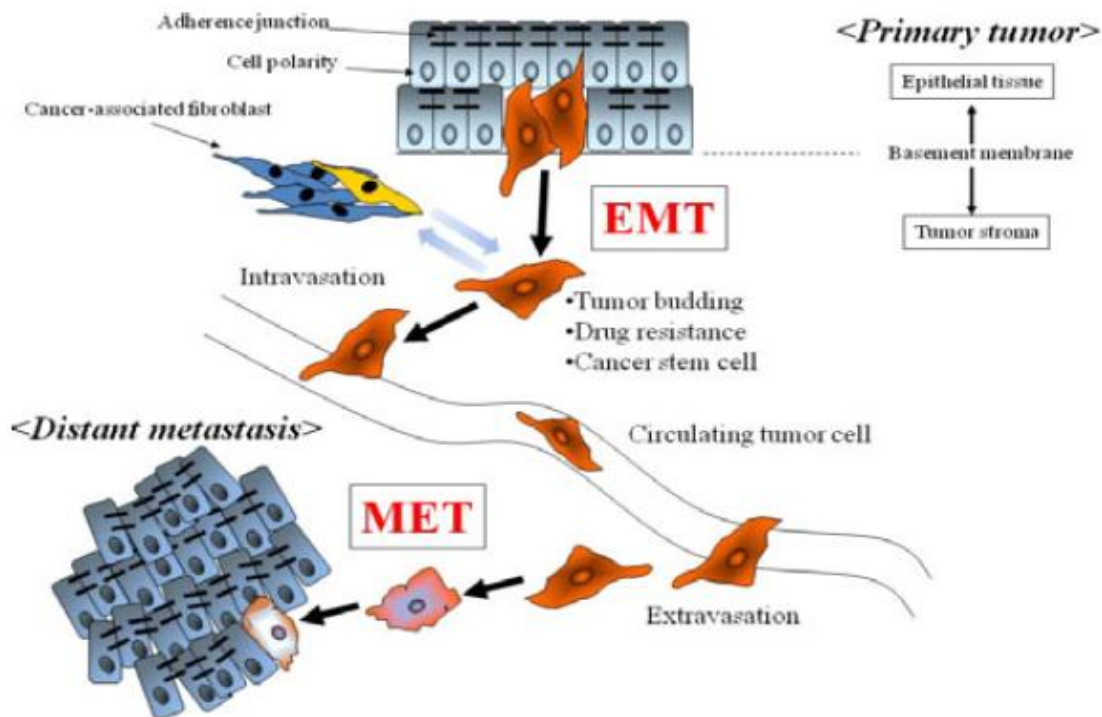 Adherence junction
Cell polarity
Cancer-associated fibroblast
<Primary tumor>
Epithelial tissue
Basement membrane
Tumor stroma
EMT
Intravasation
•Tumor budding
•Drug resistance
•Cancer stem cell
Circulating tumor cell
<Distant metastasis>
MET
Extravasation